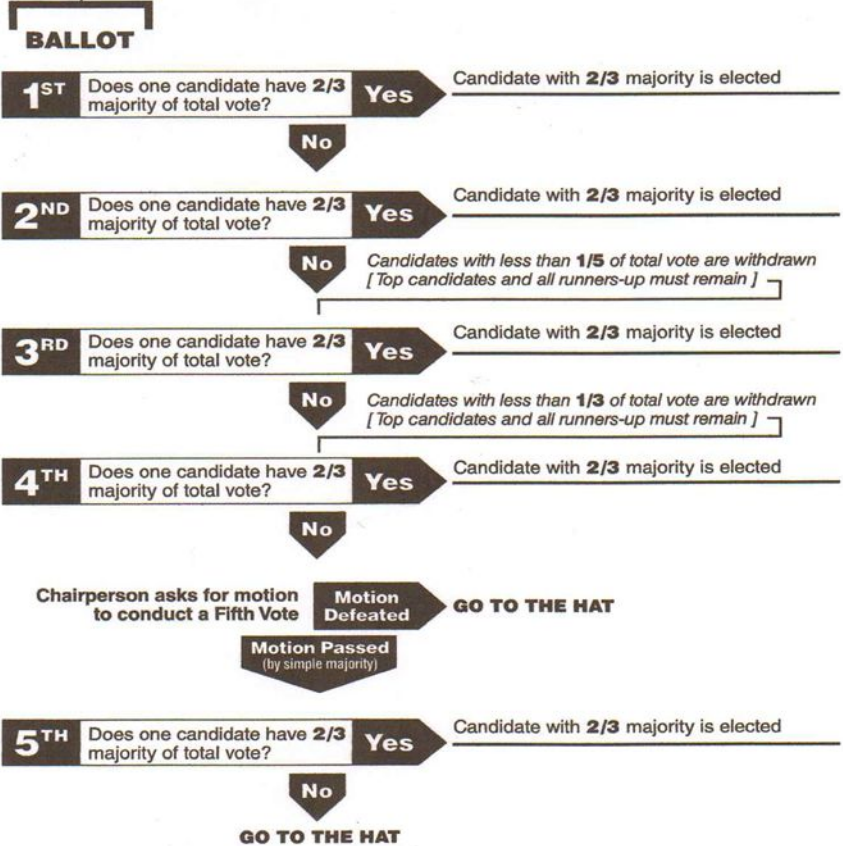 BALLOT
1ST Does one candidate have 2/3 majority of total vote? Yes Candidate with 2/3 majority is elected
No
2ND Does one candidate have 2/3 majority of total vote? Yes Candidate with 2/3 majority is elected
No
Candidates with less than 1/5 of total vote are withdrawn
[ Top candidates and all runners-up must remain ]
3RD Does one candidate have 2/3 majority of total vote? Yes Candidate with 2/3 majority is elected
No
Candidates with less than 1/3 of total vote are withdrawn
[ Top candidates and all runners-up must remain ]
4TH Does one candidate have 2/3 majority of total vote? Yes Candidate with 2/3 majority is elected
No
Chairperson asks for motion
to conduct a Fifth Vote
Motion
Defeated
GO TO THE HAT
Motion Passed
(by simple majority)
5TH Does one candidate have 2/3 majority of total vote? Yes Candidate with 2/3 majority is elected
No
GO TO THE HAT